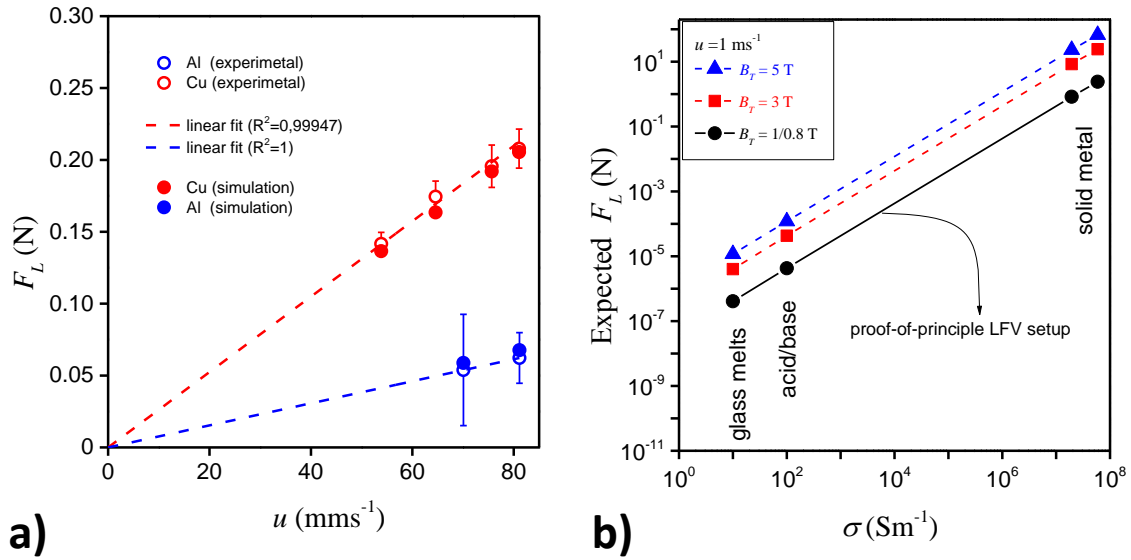 0.30
0.25
0.20
0.15
0.10
0.05
0
F_L (N)
Al (experimetal)
Cu (experimetal)
linear fit (R²=0,99947)
linear fit (R²=1)
Cu (simulation)
Al (simulation)
0 20 40 60 80
u (mms⁻¹)
a)
10¹
10⁻¹
10⁻³
10⁻⁵
10⁻⁷
10⁻⁹
10⁻¹¹
Expected F_L (N)
u =1 ms⁻¹
B_T = 5 T
B_T = 3 T
B_T = 1/0.8 T
solid metal
proof-of-principle LFV setup
glass melts
acid/base
10⁰ 10² 10⁴ 10⁶ 10⁸
σ (Sm⁻¹)
b)